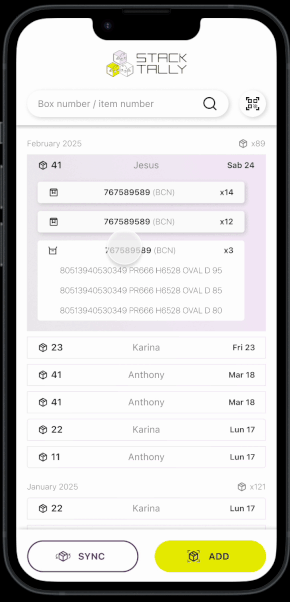 STACK
TALLY
Box number / item number
February 2025 x89
41 Jesus Sab 24
767589589 (BCN) x14
767589589 (BCN) x12
767589589 (BCN) x3
80513940530349 PR666 H6528 OVAL D 95
80513940530349 PR666 H6528 OVAL D 85
80513940530349 PR666 H6528 OVAL D 80
23 Karina Fri 23
41 Anthony Mar 18
41 Anthony Mar 18
22 Karina Lun 17
11 Anthony Lun 17
January 2025 x121
22 Karina Lun 17
SYNC ADD